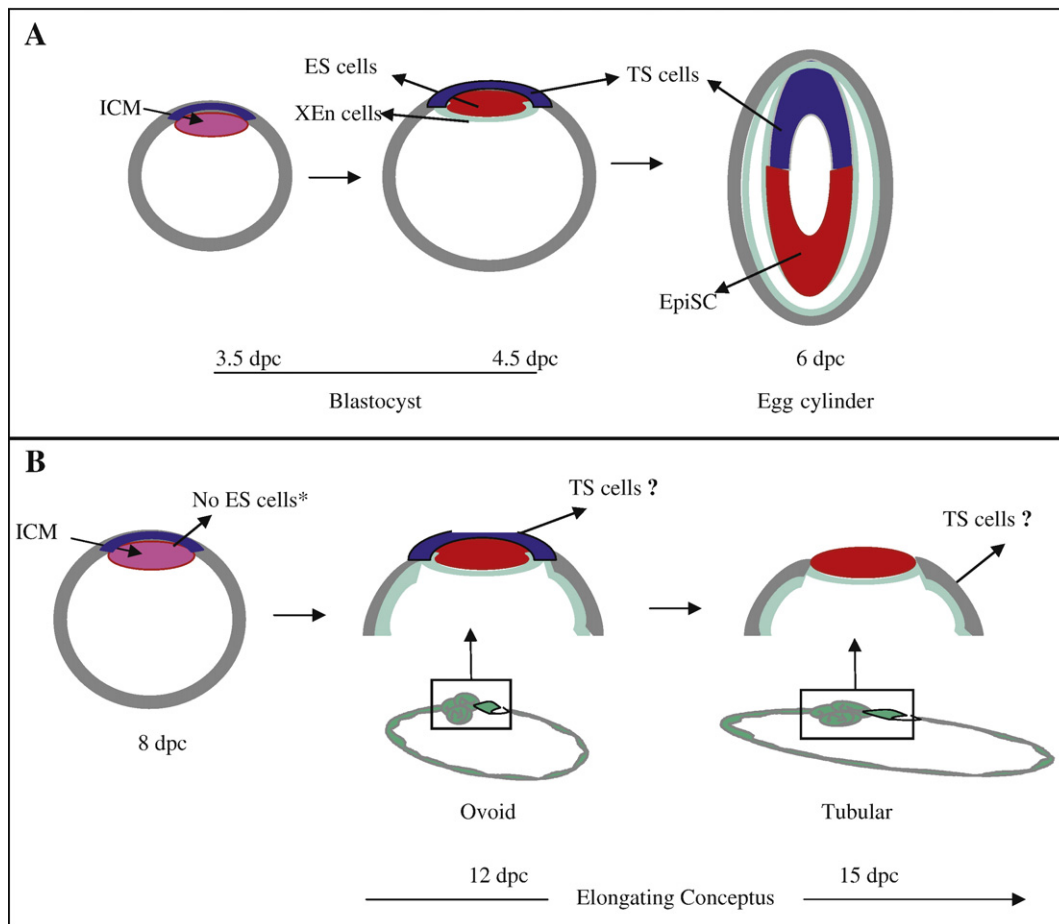 A
ES cells
TS cells
ICM
XEn cells
EpiSC
3.5 dpc
4.5 dpc
6 dpc
Blastocyst
Egg cylinder
B
No ES cells*
TS cells ?
ICM
TS cells ?
8 dpc
Ovoid
Tubular
12 dpc
Elongating Conceptus
15 dpc